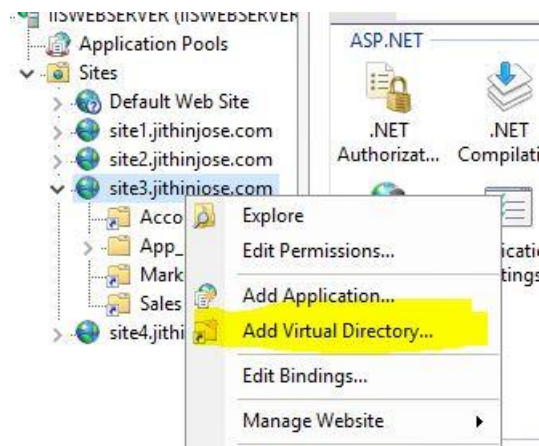 IISWEBSERVER (IISWEBSERVER
Application Pools
Sites
Default Web Site
site1.jithinjose.com
site2.jithinjose.com
site3.jithinjose.com
Acco
App_
Mark
Sales
site4.jithi
ASP.NET
.NET
Authorizat...
.NET
Compilati
icatio
tings
Explore
Edit Permissions...
Add Application...
Add Virtual Directory...
Edit Bindings...
Manage Website